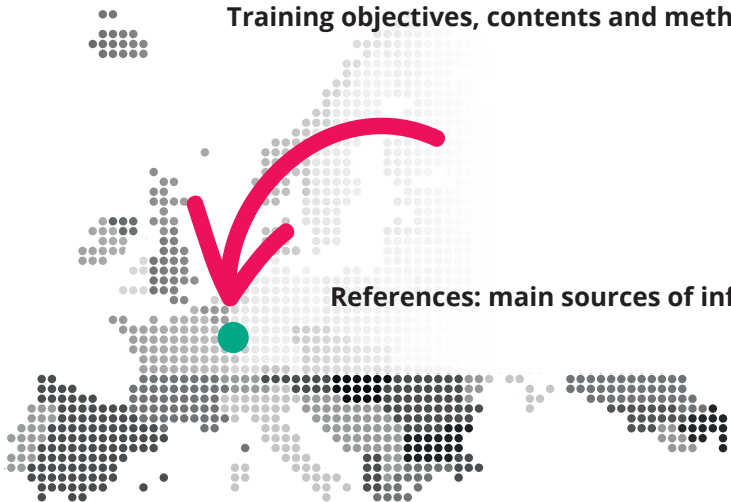 Training objectives, contents and meth
References: main sources of inf